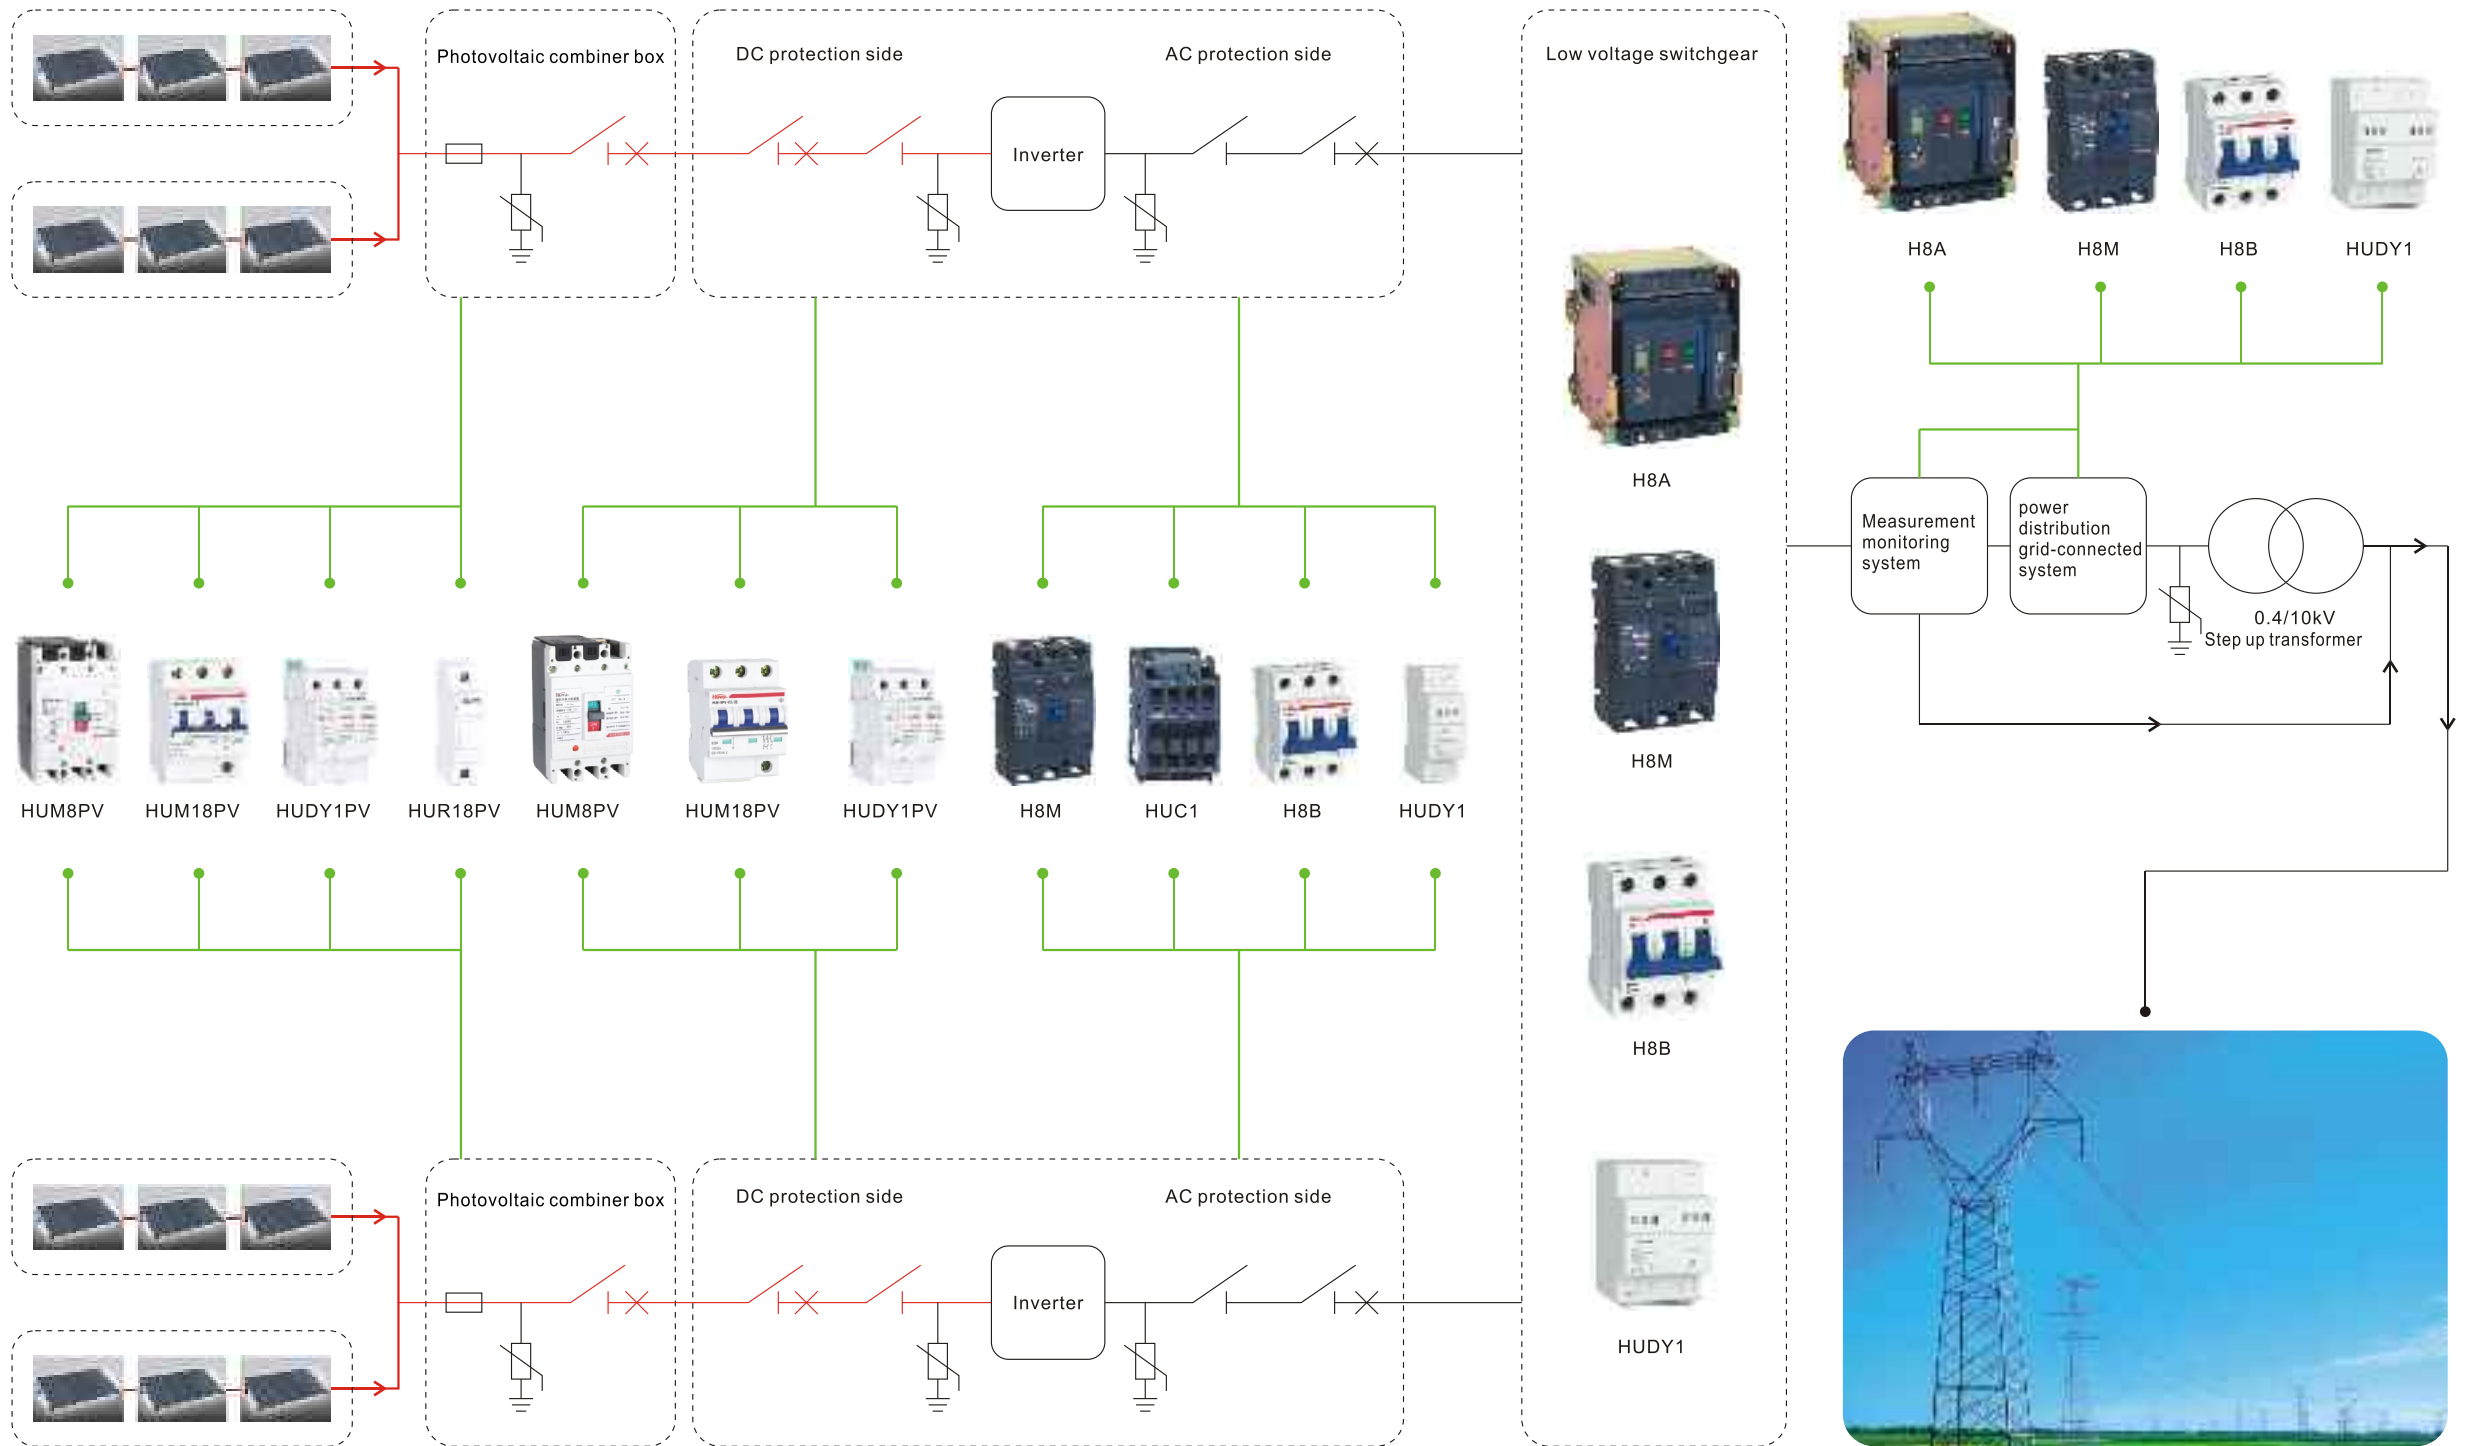 Photovoltaic combiner box
DC protection side
AC protection side
Low voltage switchgear
Inverter
H8A
H8M
H8B
HUDY1
H8A
Measurement
monitoring
system
power
distribution
grid-connected
system
0.4/10kV
Step up transformer
H8M
HUM8PV
HUM18PV
HUDY1PV
HUR18PV
HUM8PV
HUM18PV
HUDY1PV
H8M
HUC1
H8B
HUDY1
H8B
Photovoltaic combiner box
DC protection side
AC protection side
Inverter
HUDY1